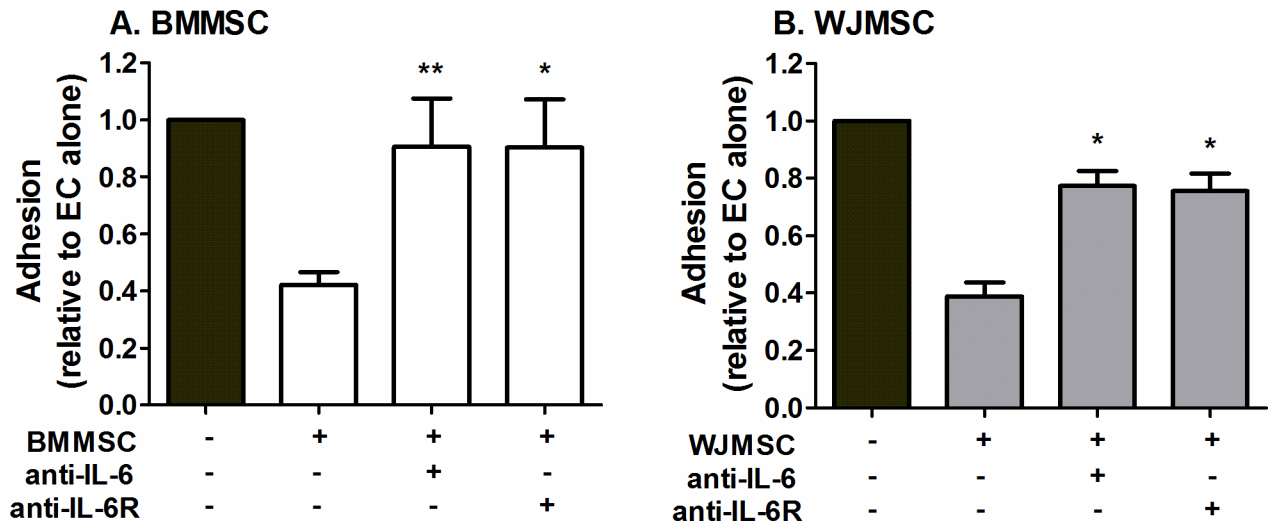 A. BMMSC
Adhesion
(relative to EC alone)
1.2
1.0
0.8
0.6
0.4
0.2
0.0
** *
BMMSC - + + +
anti-IL-6 - - + -
anti-IL-6R - - - +
B. WJMSC
Adhesion
(relative to EC alone)
1.2
1.0
0.8
0.6
0.4
0.2
0.0
* *
WJMSC - + + +
anti-IL-6 - - + -
anti-IL-6R - - - +